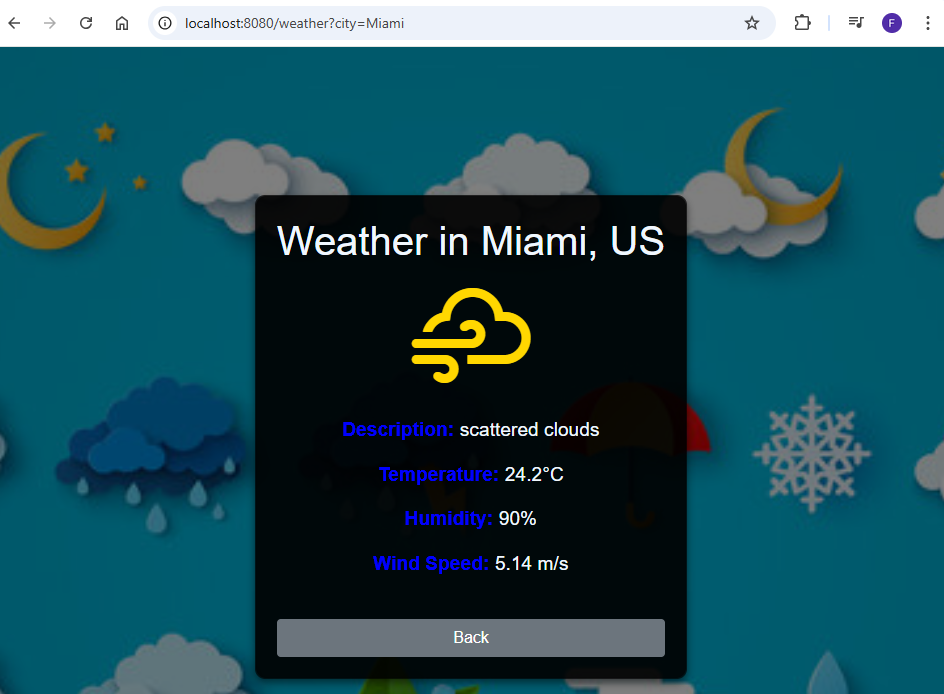 localhost:8080/weather?city=Miami
F
Weather in Miami, US
Description: scattered clouds
Temperature: 24.2°C
Humidity: 90%
Wind Speed: 5.14 m/s
Back